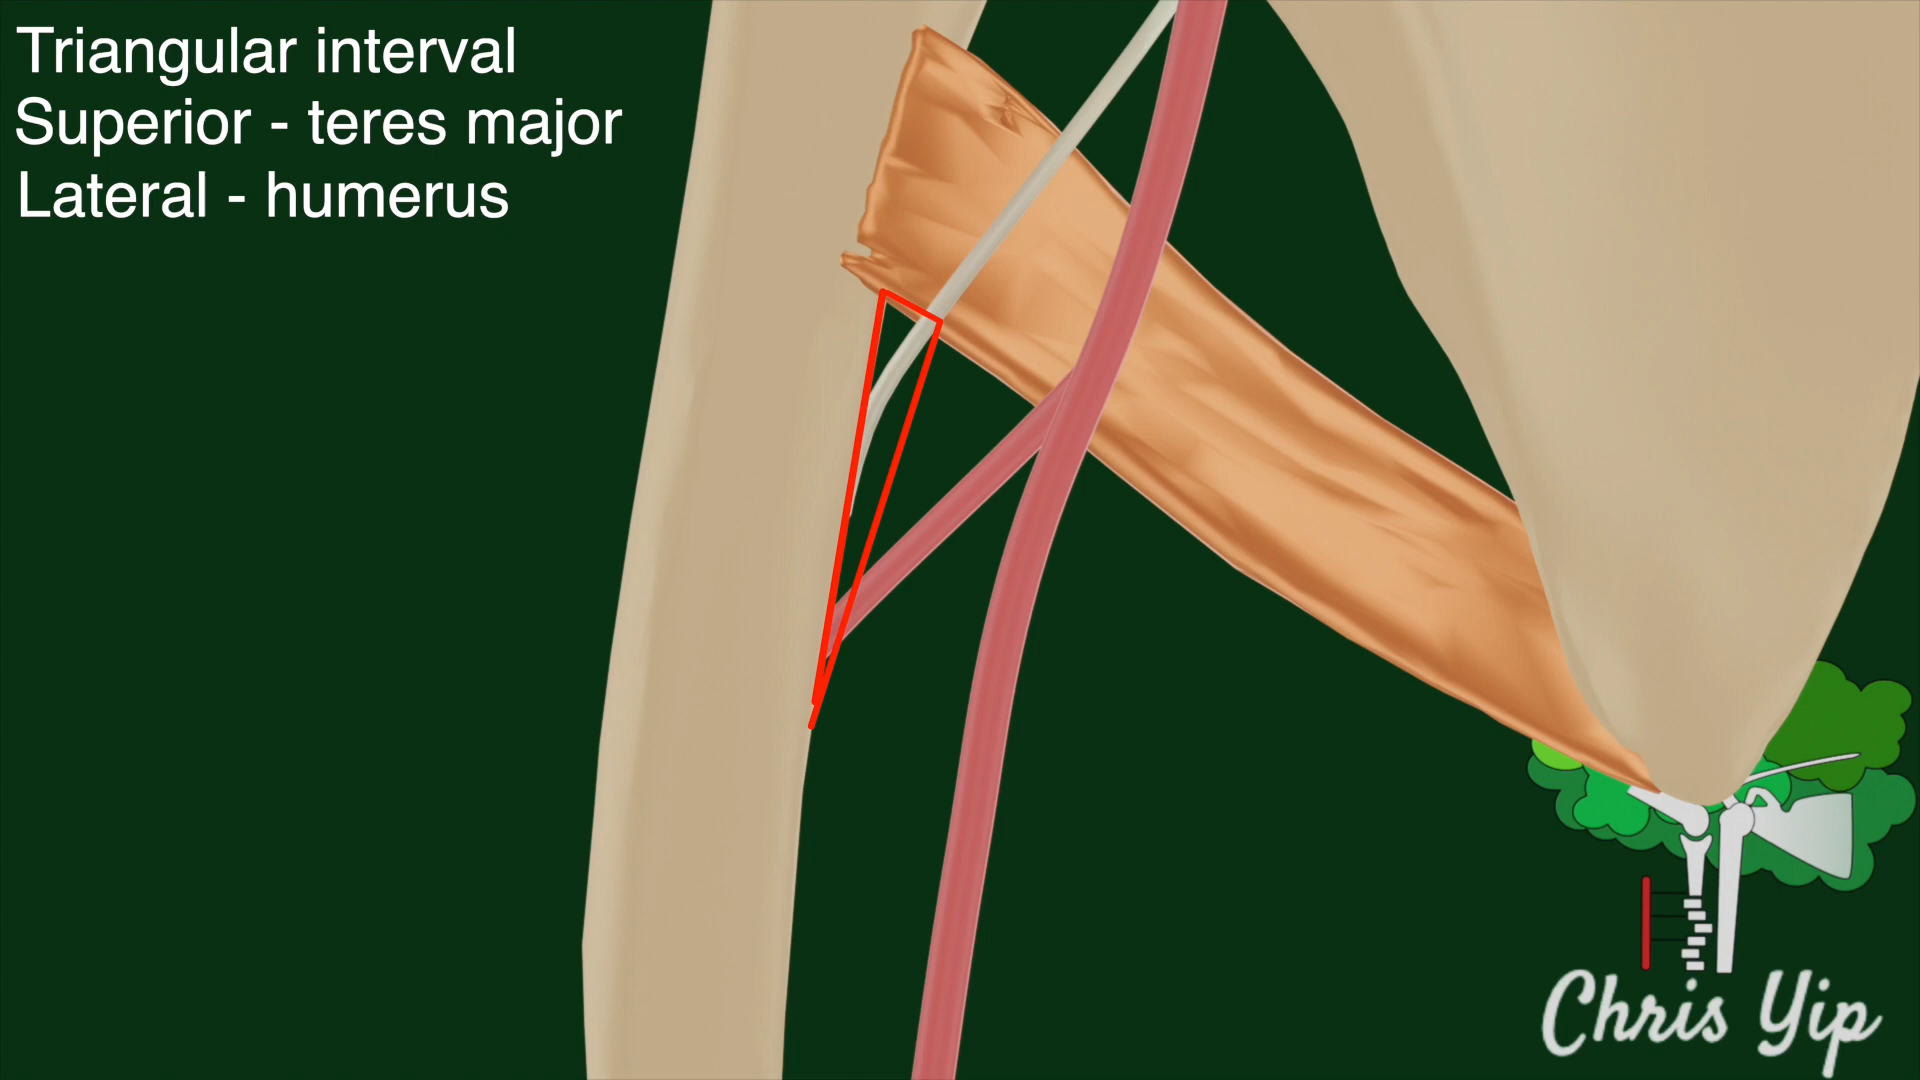 Triangular interval
Superior - teres major
Lateral - humerus
Chris Yip